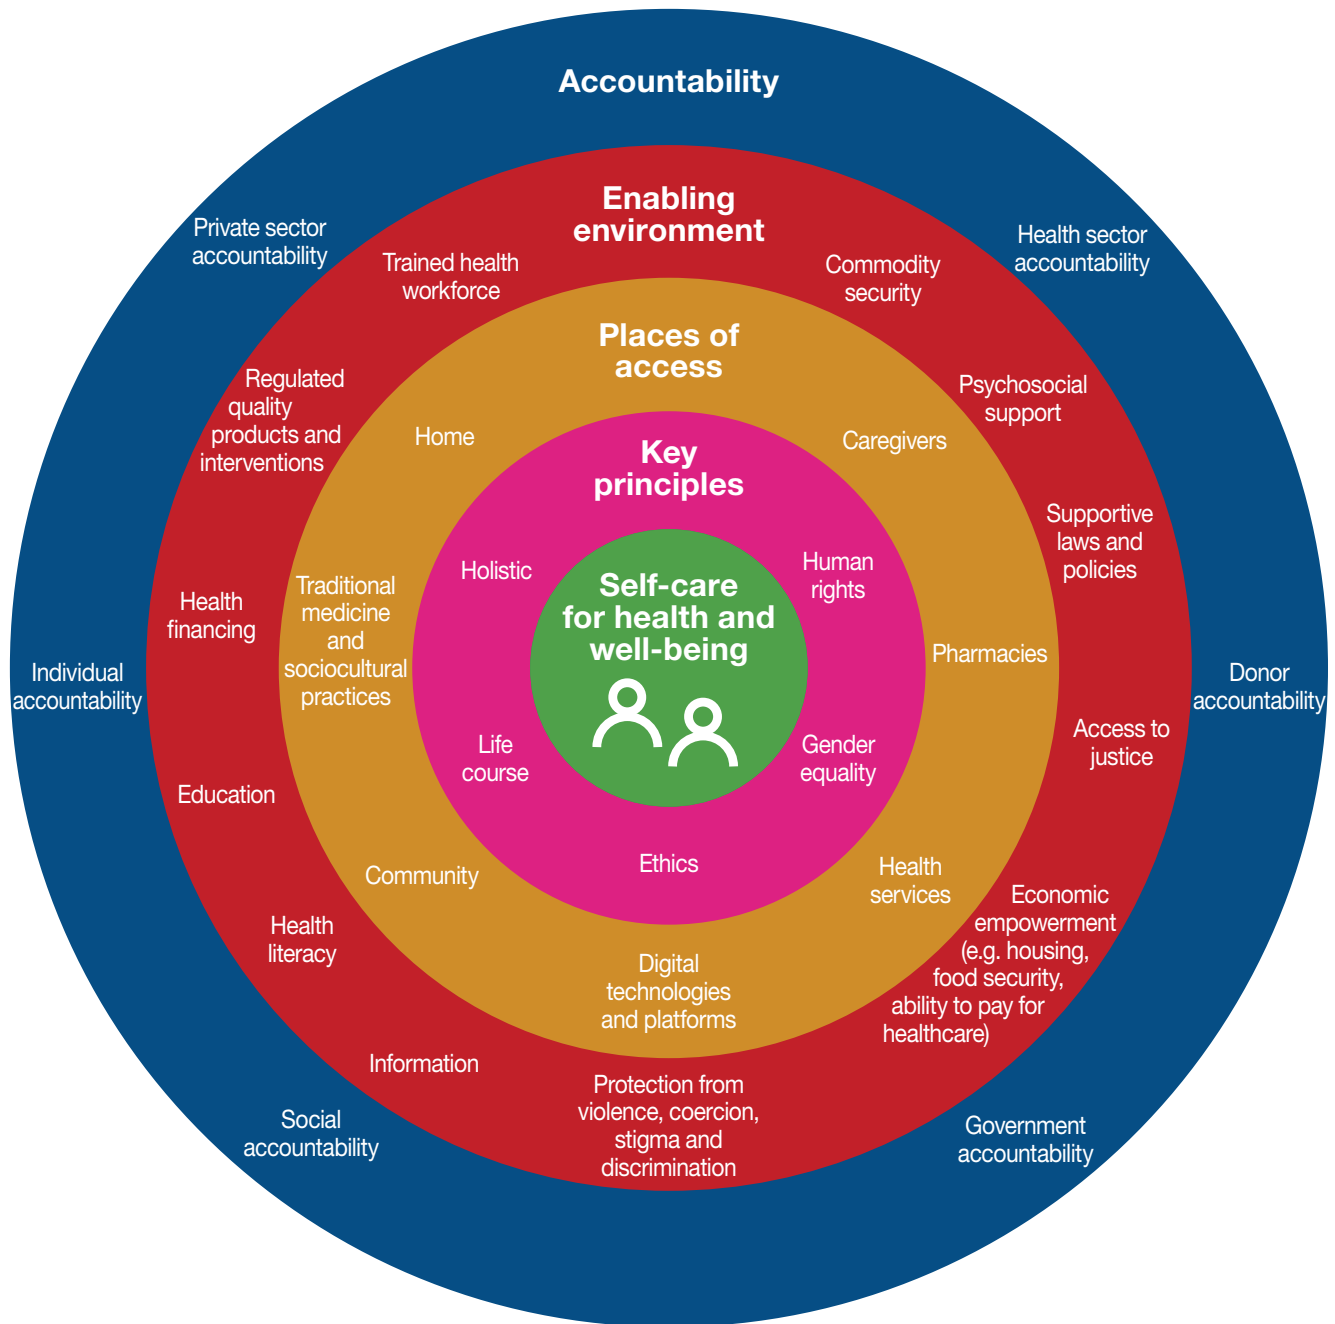 Accountability
Private sector
accountability
Health sector
accountability
Donor
accountability
Government
accountability
Social
accountability
Individual
accountability
Enabling
environment
Trained health
workforce
Commodity
security
Psychosocial
support
Supportive
laws and
policies
Access to
justice
Economic
empowerment
(e.g. housing,
food security,
ability to pay for
healthcare)
Protection from
violence, coercion,
stigma and
discrimination
Information
Health
literacy
Education
Health
financing
Regulated
quality
products and
interventions
Places of
access
Home
Caregivers
Pharmacies
Health
services
Digital
technologies
and platforms
Community
Traditional
medicine
and
sociocultural
practices
Key
principles
Holistic
Human
rights
Gender
equality
Ethics
Life
course
Self-care
for health and
well-being